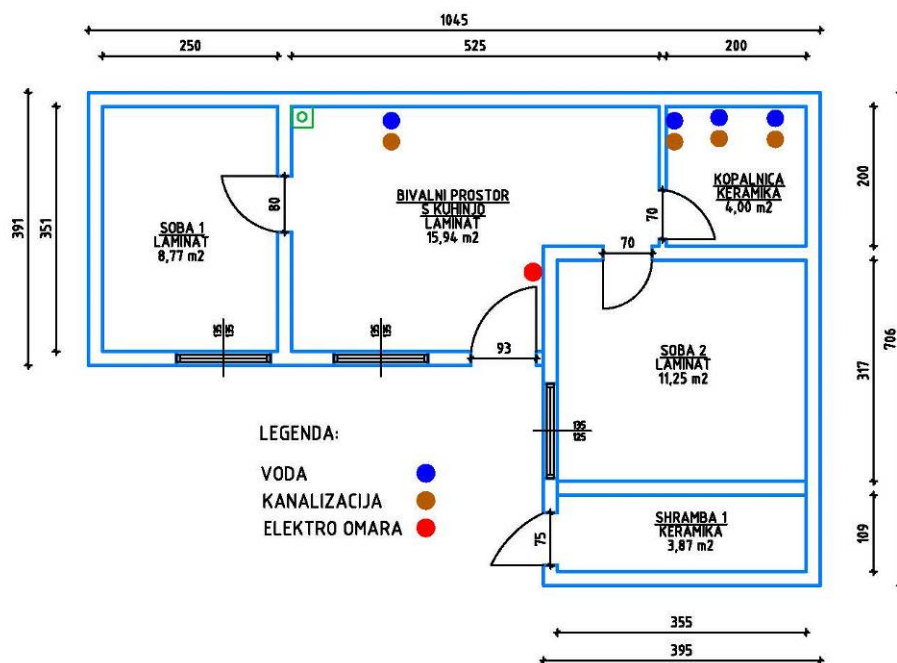 1045
250
525
200
391
351
SOBA 1
LAMINAT
8,77 m2
80
BIVALNI PROSTOR
S KUHINJO
LAMINAT
15,94 m2
KOPALNICA
KERAMIKA
4,00 m2
70
70
200
135
135
135
135
93
SOBA 2
LAMINAT
11,25 m2
317
706
135
125
LEGENDA:
VODA
KANALIZACIJA
ELEKTRO OMARA
75
SHRAMBA 1
KERAMIKA
3,87 m2
109
355
395